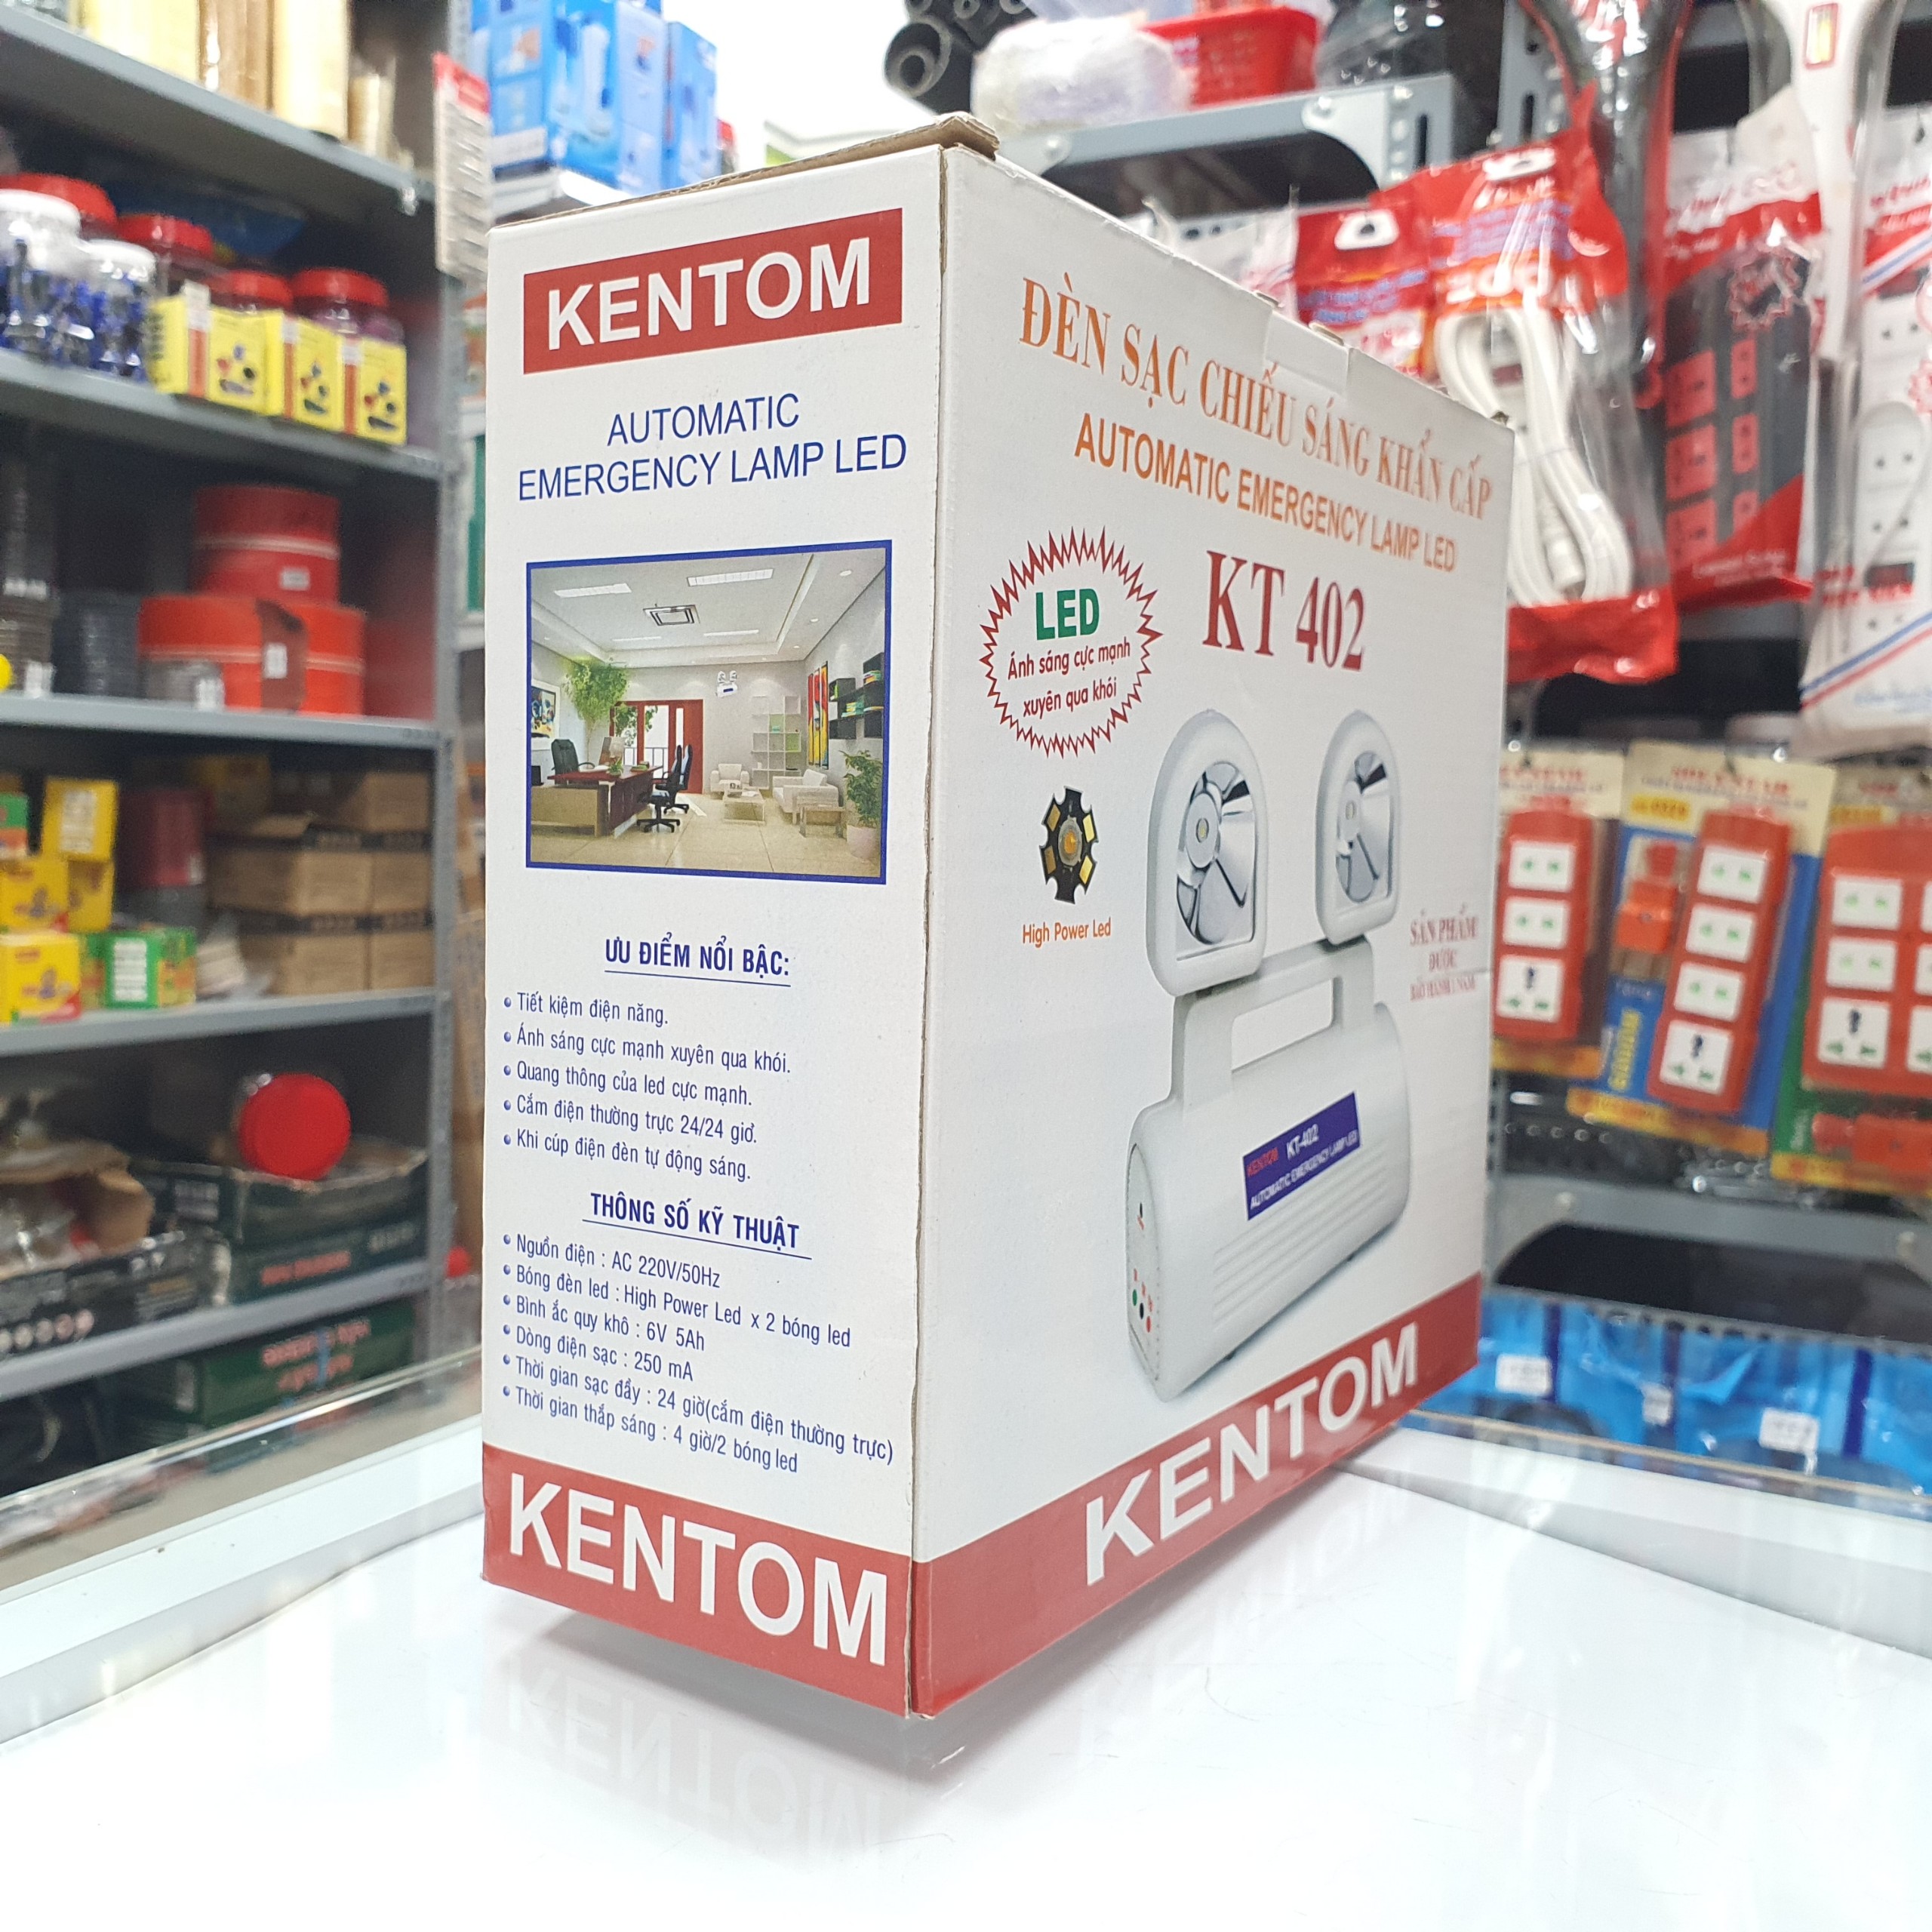 KENTOM
AUTOMATIC
EMERGENCY LAMP LED
ƯU ĐIỂM NỔI BẬC:
• Tiết kiệm điện năng.
• Ánh sáng cực mạnh xuyên qua khói.
• Quang thông của led cực mạnh.
• Cắm điện thường trực 24/24 giơ.
• Khi cúp điện đèn tự động sáng.
THÔNG SỐ KỸ THUẬT
• Nguồn điện : AC 220V/50Hz
• Bóng đèn led : High Power Led x 2 bóng led
• Bình ắc quy khô : 6V 5Ah
• Dòng điện sạc : 250 mA
• Thời gian sạc đầy : 24 giờ(cắm điện thường trực)
• Thời gian thắp sáng : 4 giờ/2 bóng led
KENTOM
ĐÈN SẠC CHIẾU SÁNG KHẨN CẤP
AUTOMATIC EMERGENCY LAMP LED
KT 402
LED
Ánh sáng cực mạnh
xuyên qua khói
High Power Led
SẢN PHẨM
ĐƯỢC
BẢO HÀNH 1 NĂM
KENTOM KT-402
AUTOMATIC EMERGENCY LAMP LED
KENTOM